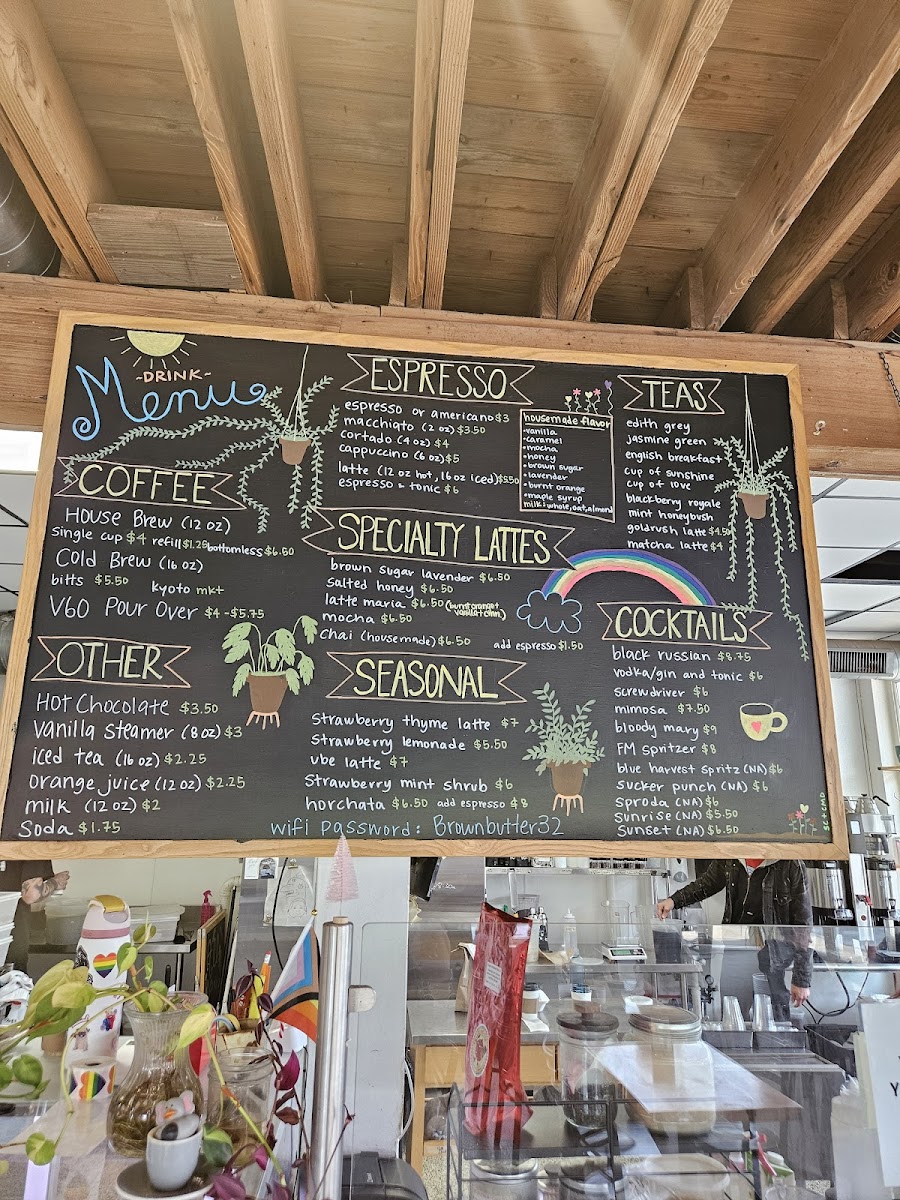 ~DRINK~
Menu
COFFEE
House Brew (12 oz)
Single cup $4 refill $1.25 bottomless $6.50
Cold Brew (16 oz)
bitts $5.50 kyoto mkt
V60 Pour Over $4 - $5.75
OTHER
Hot Chocolate $3.50
Vanilla Steamer (8 oz) $3
iced tea (16 oz) $2.25
orange juice (12 oz) $2.25
milk (12 oz) $2
Soda $1.75
ESPRESSO
espresso or americano $3
macchiato (2 oz) $3.50
cortado (4 oz) $4
cappuccino (6 oz) $5
latte (12 oz hot, 16 oz iced) $5.50
espresso & tonic $6
housemade flavor
•vanilla
•caramel
•mocha
•honey
•brown sugar
•lavender
•burnt orange
•maple syrup
milk: whole, oat, almond
SPECIALTY LATTES
brown sugar lavender $6.50
salted honey $6.50
latte maria $6.50 (burnt orange +
mocha $6.50
chai (housemade) $6.50 add espresso $1.50
SEASONAL
Strawberry thyme latte $7
Strawberry lemonade $5.50
ube latte $7
Strawberry mint shrub $6
horchata $6.50 add espresso $8
wifi password: Brownbutter32
TEAS
edith grey
jasmine green
english breakfast
cup of sunshine
cup of love
blackberry royale
mint honeybush
goldrush latte $4.50
matcha latte $4
COCKTAILS
black russian $8.75
vodka/gin and tonic $6
screwdriver $6
mimosa $7.50
bloody mary $9
FM spritzer $8
blue harvest spritz (NA) $6
sucker punch (NA) $6
Sproda (NA) $6
Sunrise (NA) $5.50
Sunset (NA) $6.50
SC+CMD